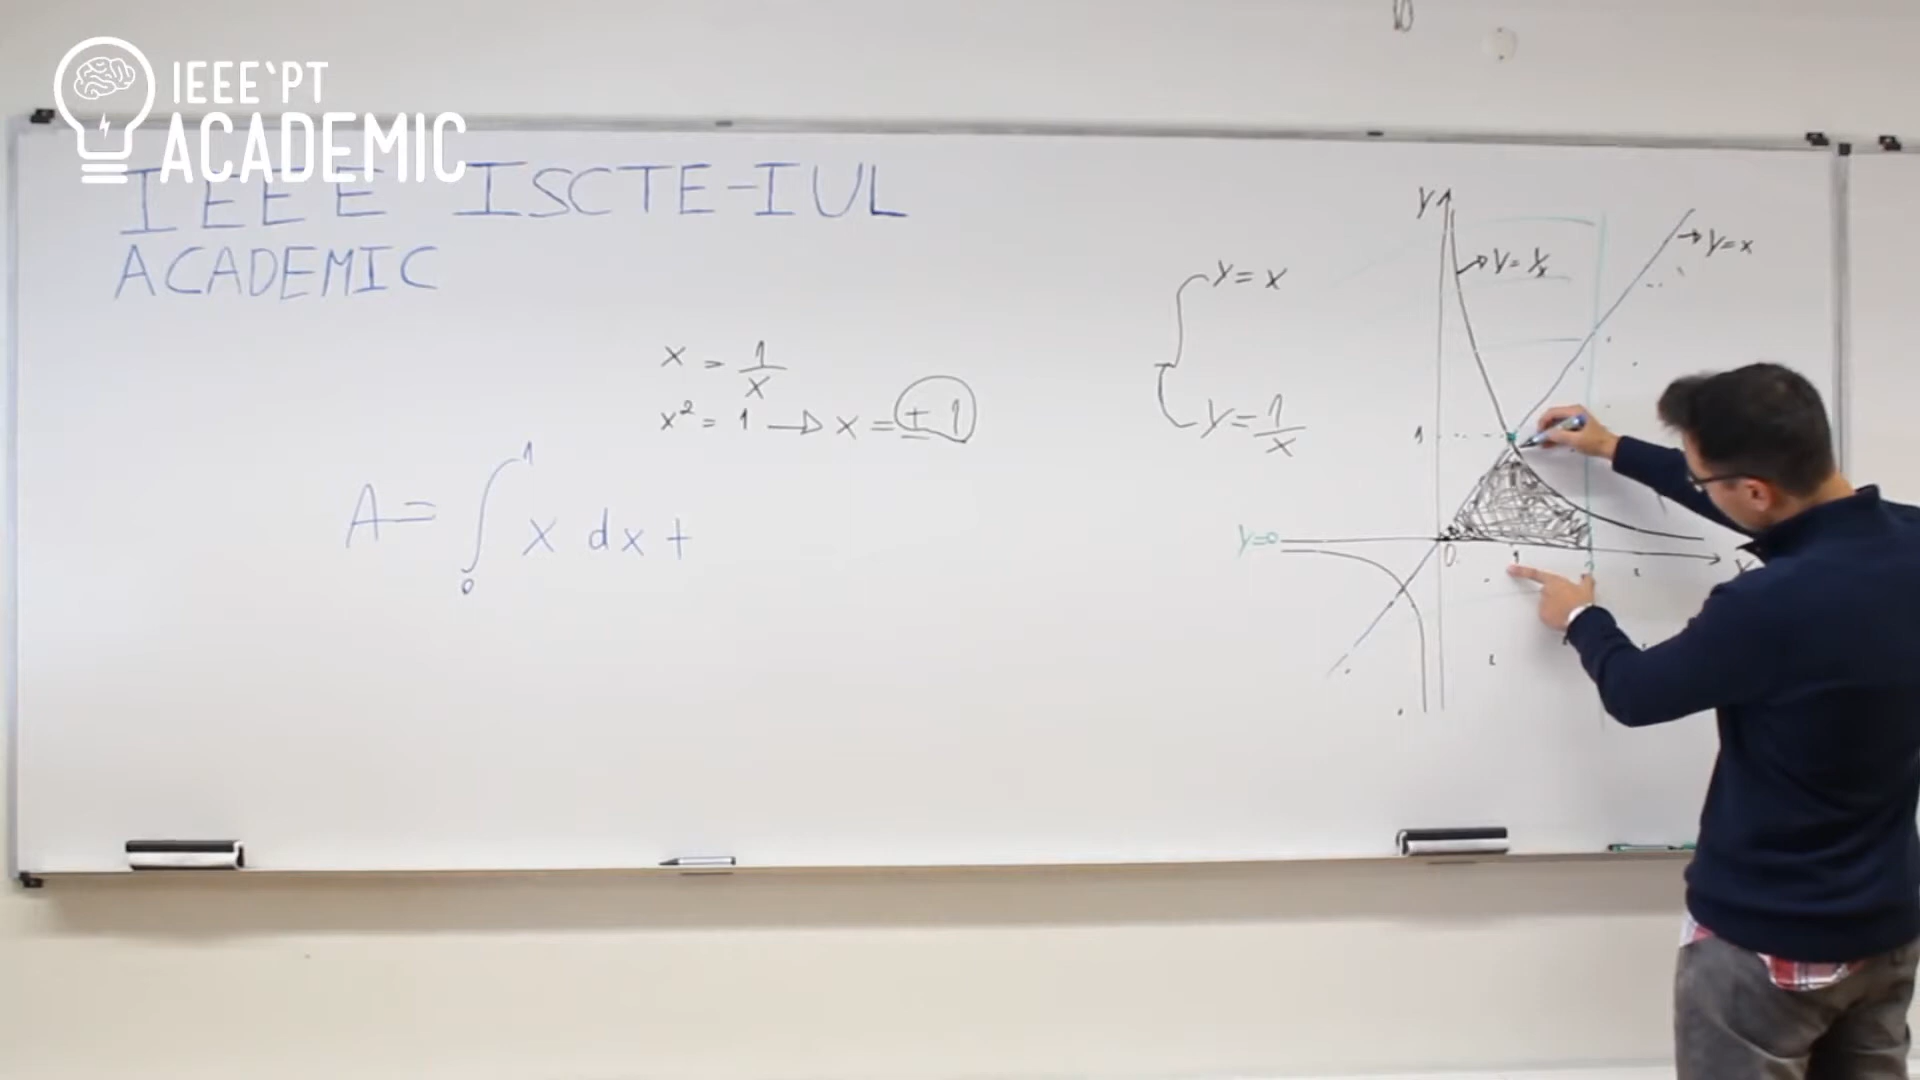 IEEE`PT
ACADEMIC
IEEE ISCTE-IUL
ACADEMIC
x = 1/x
x² = 1 → x = ± 1
A = ∫₀¹ x dx +
y = x
y = 1/x
y
y = 1/x
y = x
1
y=0
0
1
2
x